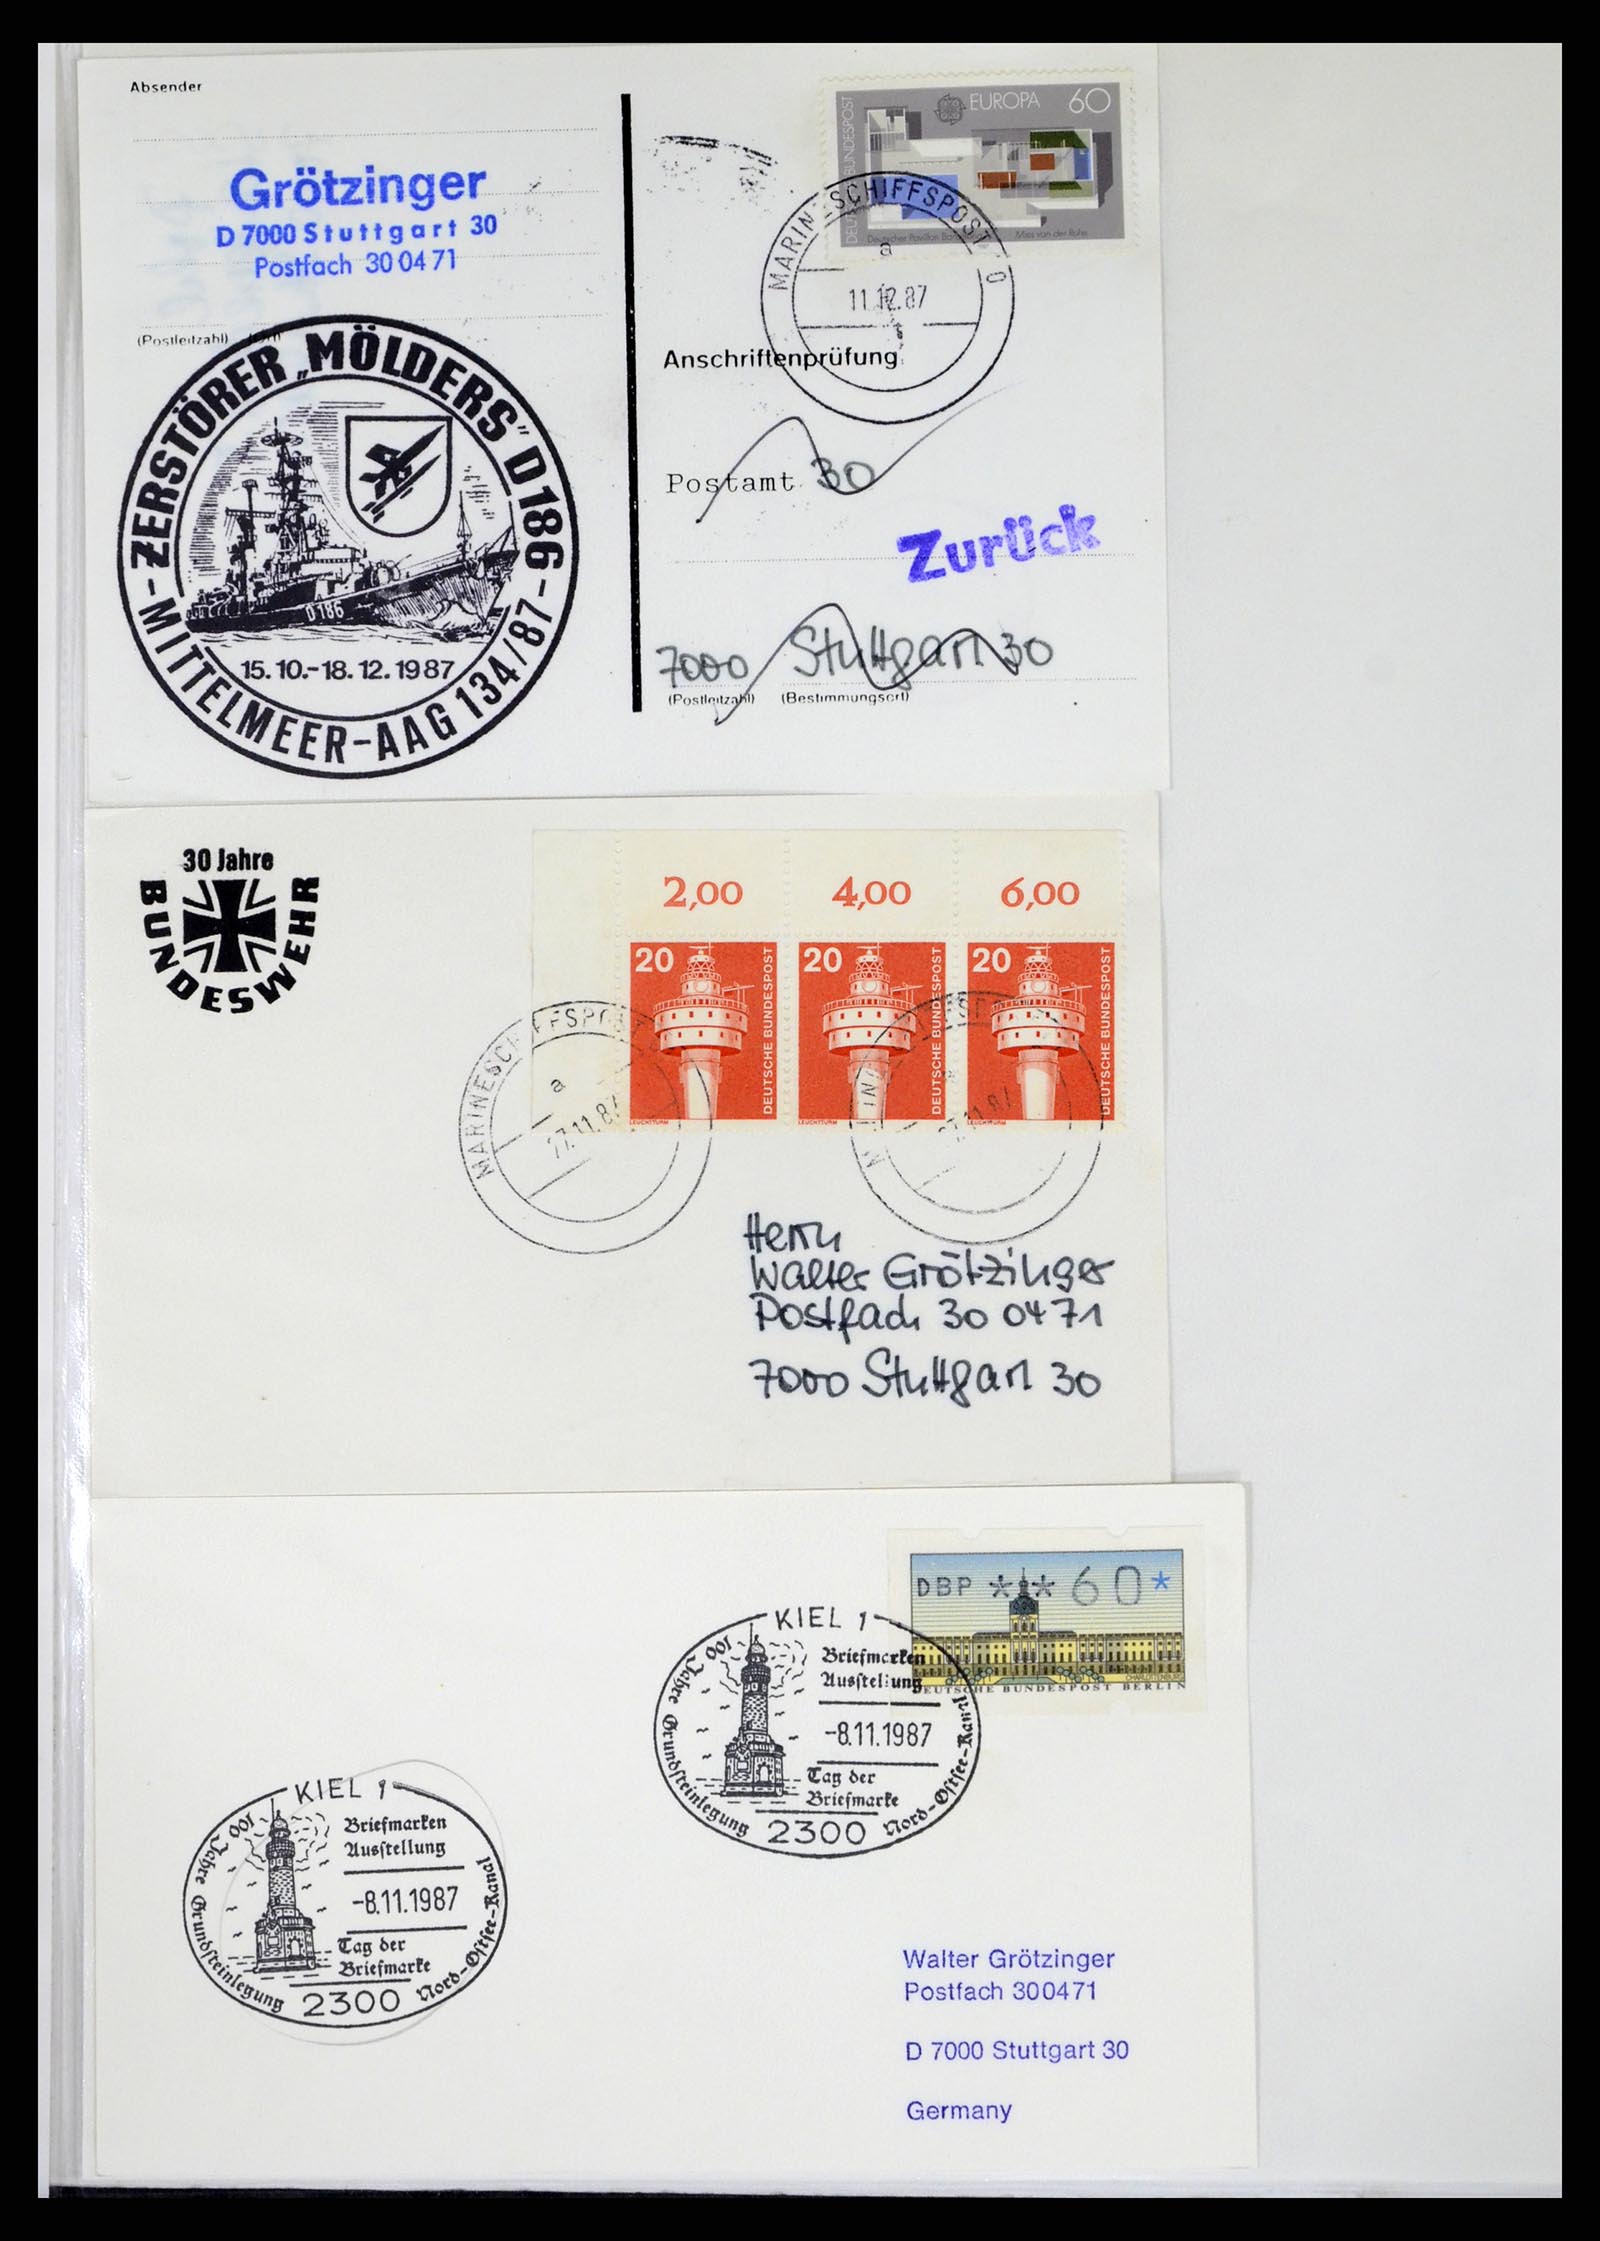 Absender
Grötzinger
D 7000 Stuttgart 30
Postfach 30 04 71
(Postleitzahl)
ZERSTÖRER „MÖLDERS" D186
D 186
15.10.-18.12.1987
-MITTELMEER-AAG 134/87-
EUROPA 60
DEUTSCHE BUNDESPOST
Deutscher Pavillon Mies van der Rohe
MARINESCHIFFSPOST
a
11.12.87
Anschriftenprüfung
Postamt 30
Zurück
7000 Stuttgart 30
(Postleitzahl) (Bestimmungsort)
30 Jahre
BUNDESWEHR
2,00 4,00 6,00
20 20 20
DEUTSCHE BUNDESPOST
DEUTSCHE BUNDESPOST
DEUTSCHE BUNDESPOST
LEUCHTTURM LEUCHTTURM LEUCHTTURM
MARINESCHIFFSPOST
a
27.11.87
Herrn
Walter Grötzinger
Postfach 30 04 71
7000 Stuttgart 30
DBP **60*
CHARLOTTENBURG
DEUTSCHE BUNDESPOST BERLIN
KIEL 1
Briefmarken
Ausstellung
-8.11.1987
Tag der
Briefmarke
2300
100 Jahre Grundsteinlegung Nord-Ostsee-Kanal
KIEL 1
Briefmarken
Ausstellung
-8.11.1987
Tag der
Briefmarke
2300
100 Jahre Grundsteinlegung Nord-Ostsee-Kanal
Walter Grötzinger
Postfach 300471
D 7000 Stuttgart 30
Germany